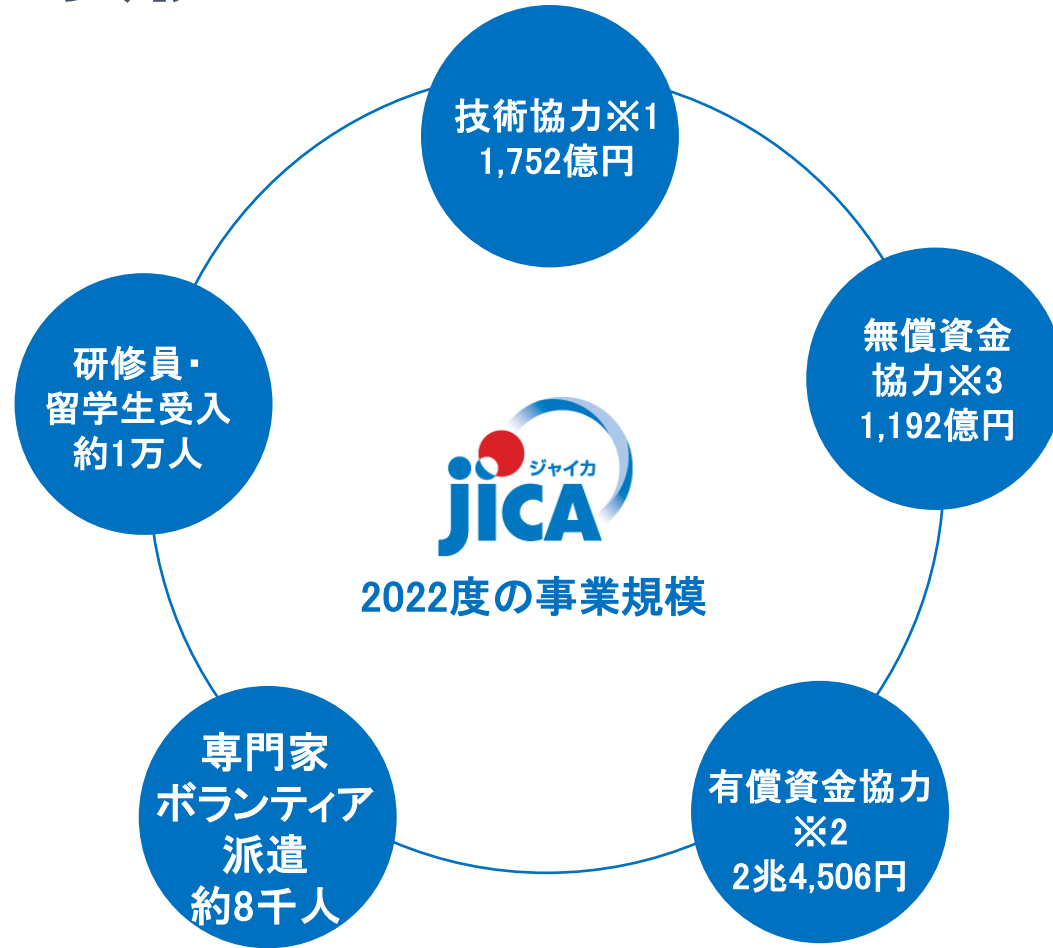 技術協力※1
1,752億円
無償資金
協力※3
1,192億円
研修員・
留学生受入
約1万人
ジャイカ
jICA
2022度の事業規模
専門家
ボランティア
派遣
約8千人
有償資金協力
※2
2兆4,506円